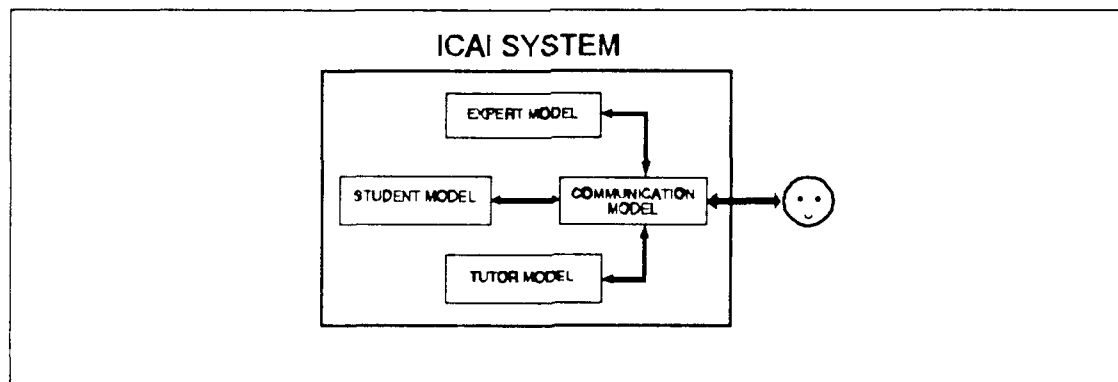 ICAI SYSTEM
EXPERT MODEL
STUDENT MODEL
COMMUNICATION
MODEL
TUTOR MODEL